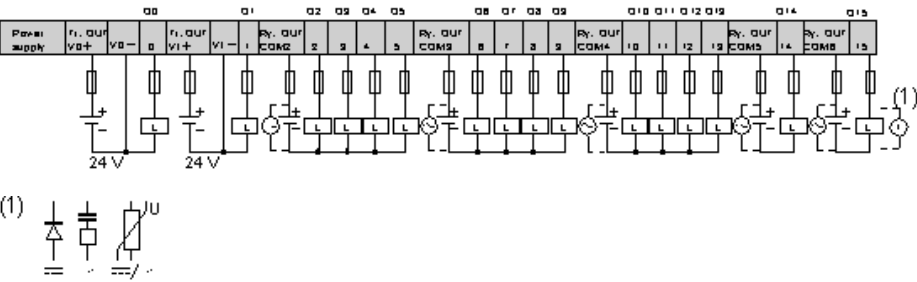 Q0 Q1 Q2 Q3 Q4 Q5 Q6 Q7 Q8 Q9 Q10 Q11 Q12 Q13 Q14 Q15
Power supply Tr. Out V0+ V0- 0 Tr. Out V1+ V1- 1 Ry. Out COM2 2 3 4 5 Ry. Out COM3 6 7 8 9 Ry. Out COM4 10 11 12 13 Ry. Out COM5 14 Ry. Out COM6 15
(1)
+ + + + + + +
L L L L L L L L L L L L L L L L
- - - - - - -
24 V 24 V
(1)
U